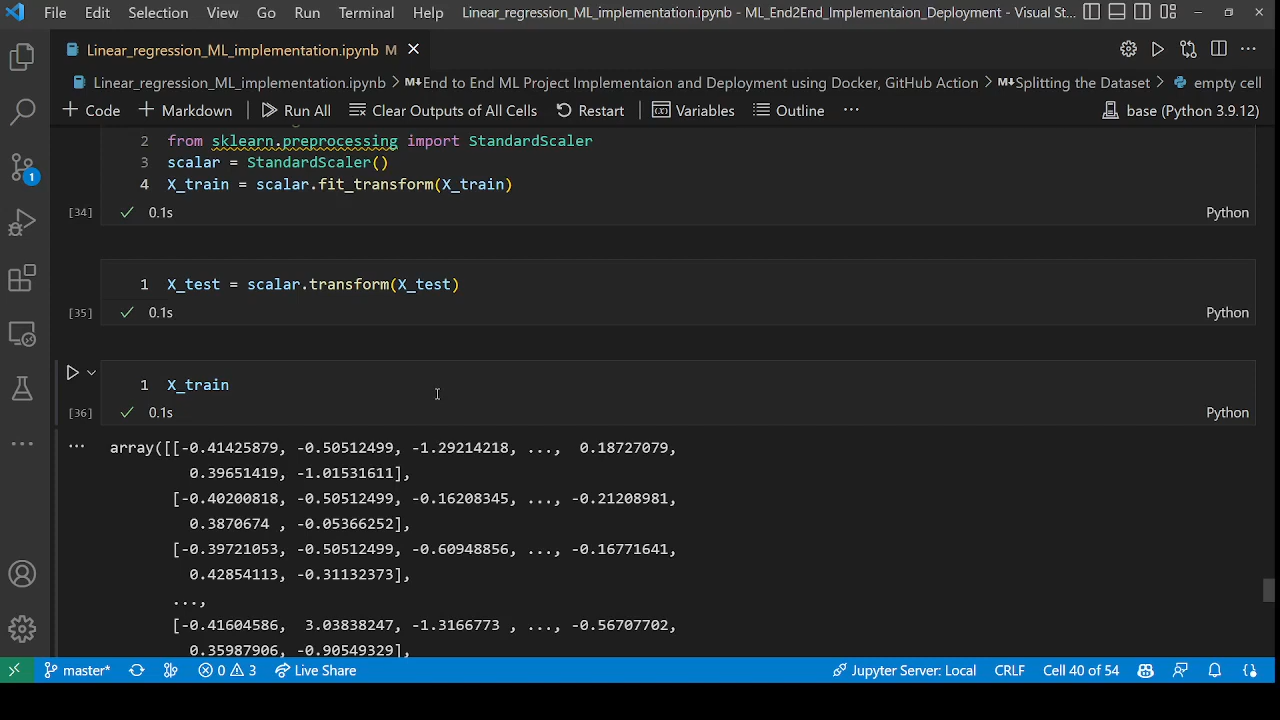 File Edit Selection View Go Run Terminal Help Linear_regression_ML_implementation.ipynb - ML_End2End_Implementaion_Deployment - Visual St...
Linear_regression_ML_implementation.ipynb M
Linear_regression_ML_implementation.ipynb > M↓End to End ML Project Implementaion and Deployment using Docker, GitHub Action > M↓Splitting the Dataset > empty cell
+ Code + Markdown Run All Clear Outputs of All Cells Restart Variables Outline ... base (Python 3.9.12)
2 from sklearn.preprocessing import StandardScaler
3 scalar = StandardScaler()
4 X_train = scalar.fit_transform(X_train)
[34] 0.1s Python
1 X_test = scalar.transform(X_test)
[35] 0.1s Python
1 X_train
[36] 0.1s Python
... array([[-0.41425879, -0.50512499, -1.29214218, ..., 0.18727079,
0.39651419, -1.01531611],
[-0.40200818, -0.50512499, -0.16208345, ..., -0.21208981,
0.3870674 , -0.05366252],
[-0.39721053, -0.50512499, -0.60948856, ..., -0.16771641,
0.42854113, -0.31132373],
...,
[-0.41604586, 3.03838247, -1.3166773 , ..., -0.56707702,
0.35987906, -0.90549329],
master* 0 3 Live Share Jupyter Server: Local CRLF Cell 40 of 54
1